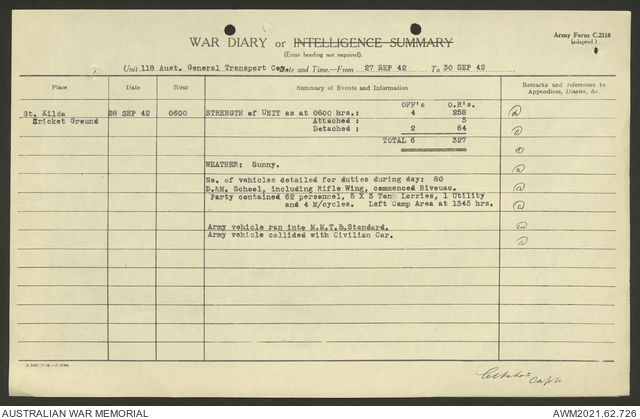 WAR DIARY or INTELLIGENCE SUMMARY
(Erase heading not required).
Army Form C.2118
(adapted.)
Unit. 118 Aust. General Transport Coy Date and Time.—From 27 SEP 42 To 30 SEP 42
Place Date Hour Summary of Events and Information Remarks and references to Appendices, Diaries, &c.
OFF's O.R's.
St. Kilda 28 SEP 42 0600 STRENGTH of UNIT as at 0600 hrs.: 4 258
Cricket Ground Attached : 5
Detached : 2 64
TOTAL 6 327
WEATHER: Sunny.
No. of vehicles detailed for duties during day: 80
D.&M. School, including Rifle Wing, commenced Bivouac.
Party contained 62 personnel, 5 X 3 Ton Lorries, 1 Utility
and 4 M/cycles. Left Camp Area at 1345 hrs.
Army vehicle ran into M.M.T.B.Standard.
Army vehicle collided with Civilian Car.
Capt
AUSTRALIAN WAR MEMORIAL
AWM2021.62.726